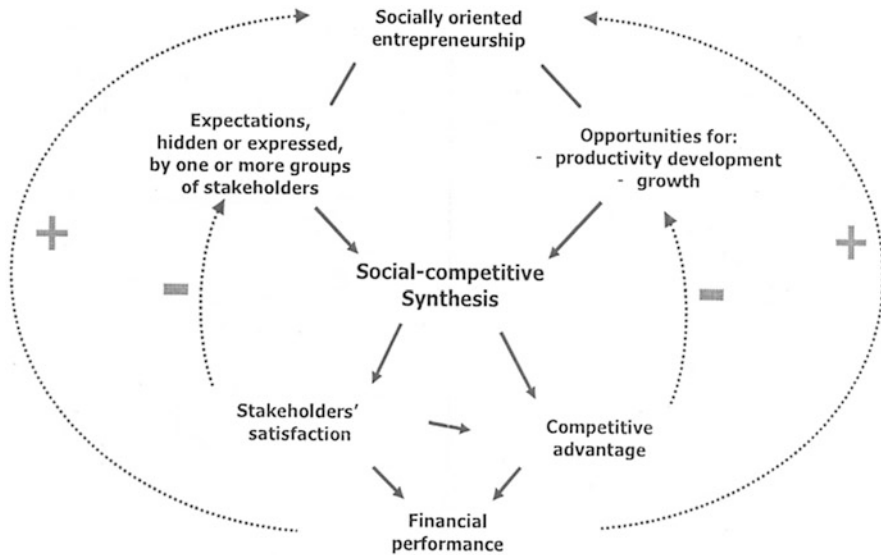 Socially oriented
entrepreneurship
Expectations,
hidden or expressed,
by one or more groups
of stakeholders
Opportunities for:
- productivity development
- growth
+
+
-
-
Social-competitive
Synthesis
Stakeholders'
satisfaction
Competitive
advantage
Financial
performance